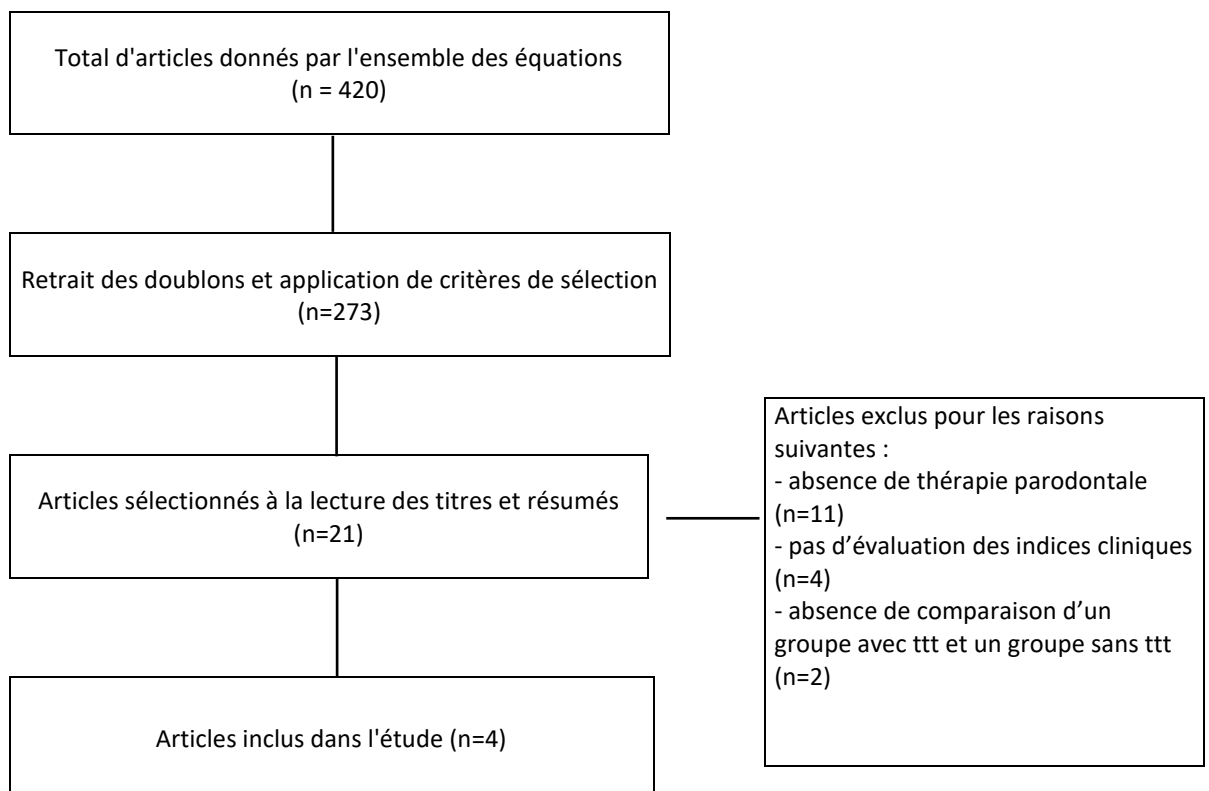 Total d'articles donnés par l'ensemble des équations
(n = 420)
Retrait des doublons et application de critères de sélection
(n=273)
Articles sélectionnés à la lecture des titres et résumés
(n=21)
Articles exclus pour les raisons
suivantes :
- absence de thérapie parodontale
(n=11)
- pas d’évaluation des indices cliniques
(n=4)
- absence de comparaison d’un
groupe avec ttt et un groupe sans ttt
(n=2)
Articles inclus dans l'étude (n=4)